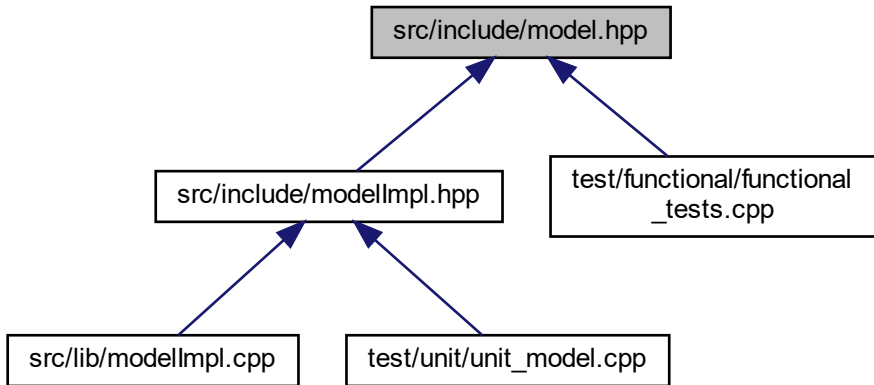 src/include/model.hpp
src/include/modelImpl.hpp
test/functional/functional
_tests.cpp
src/lib/modelImpl.cpp
test/unit/unit_model.cpp